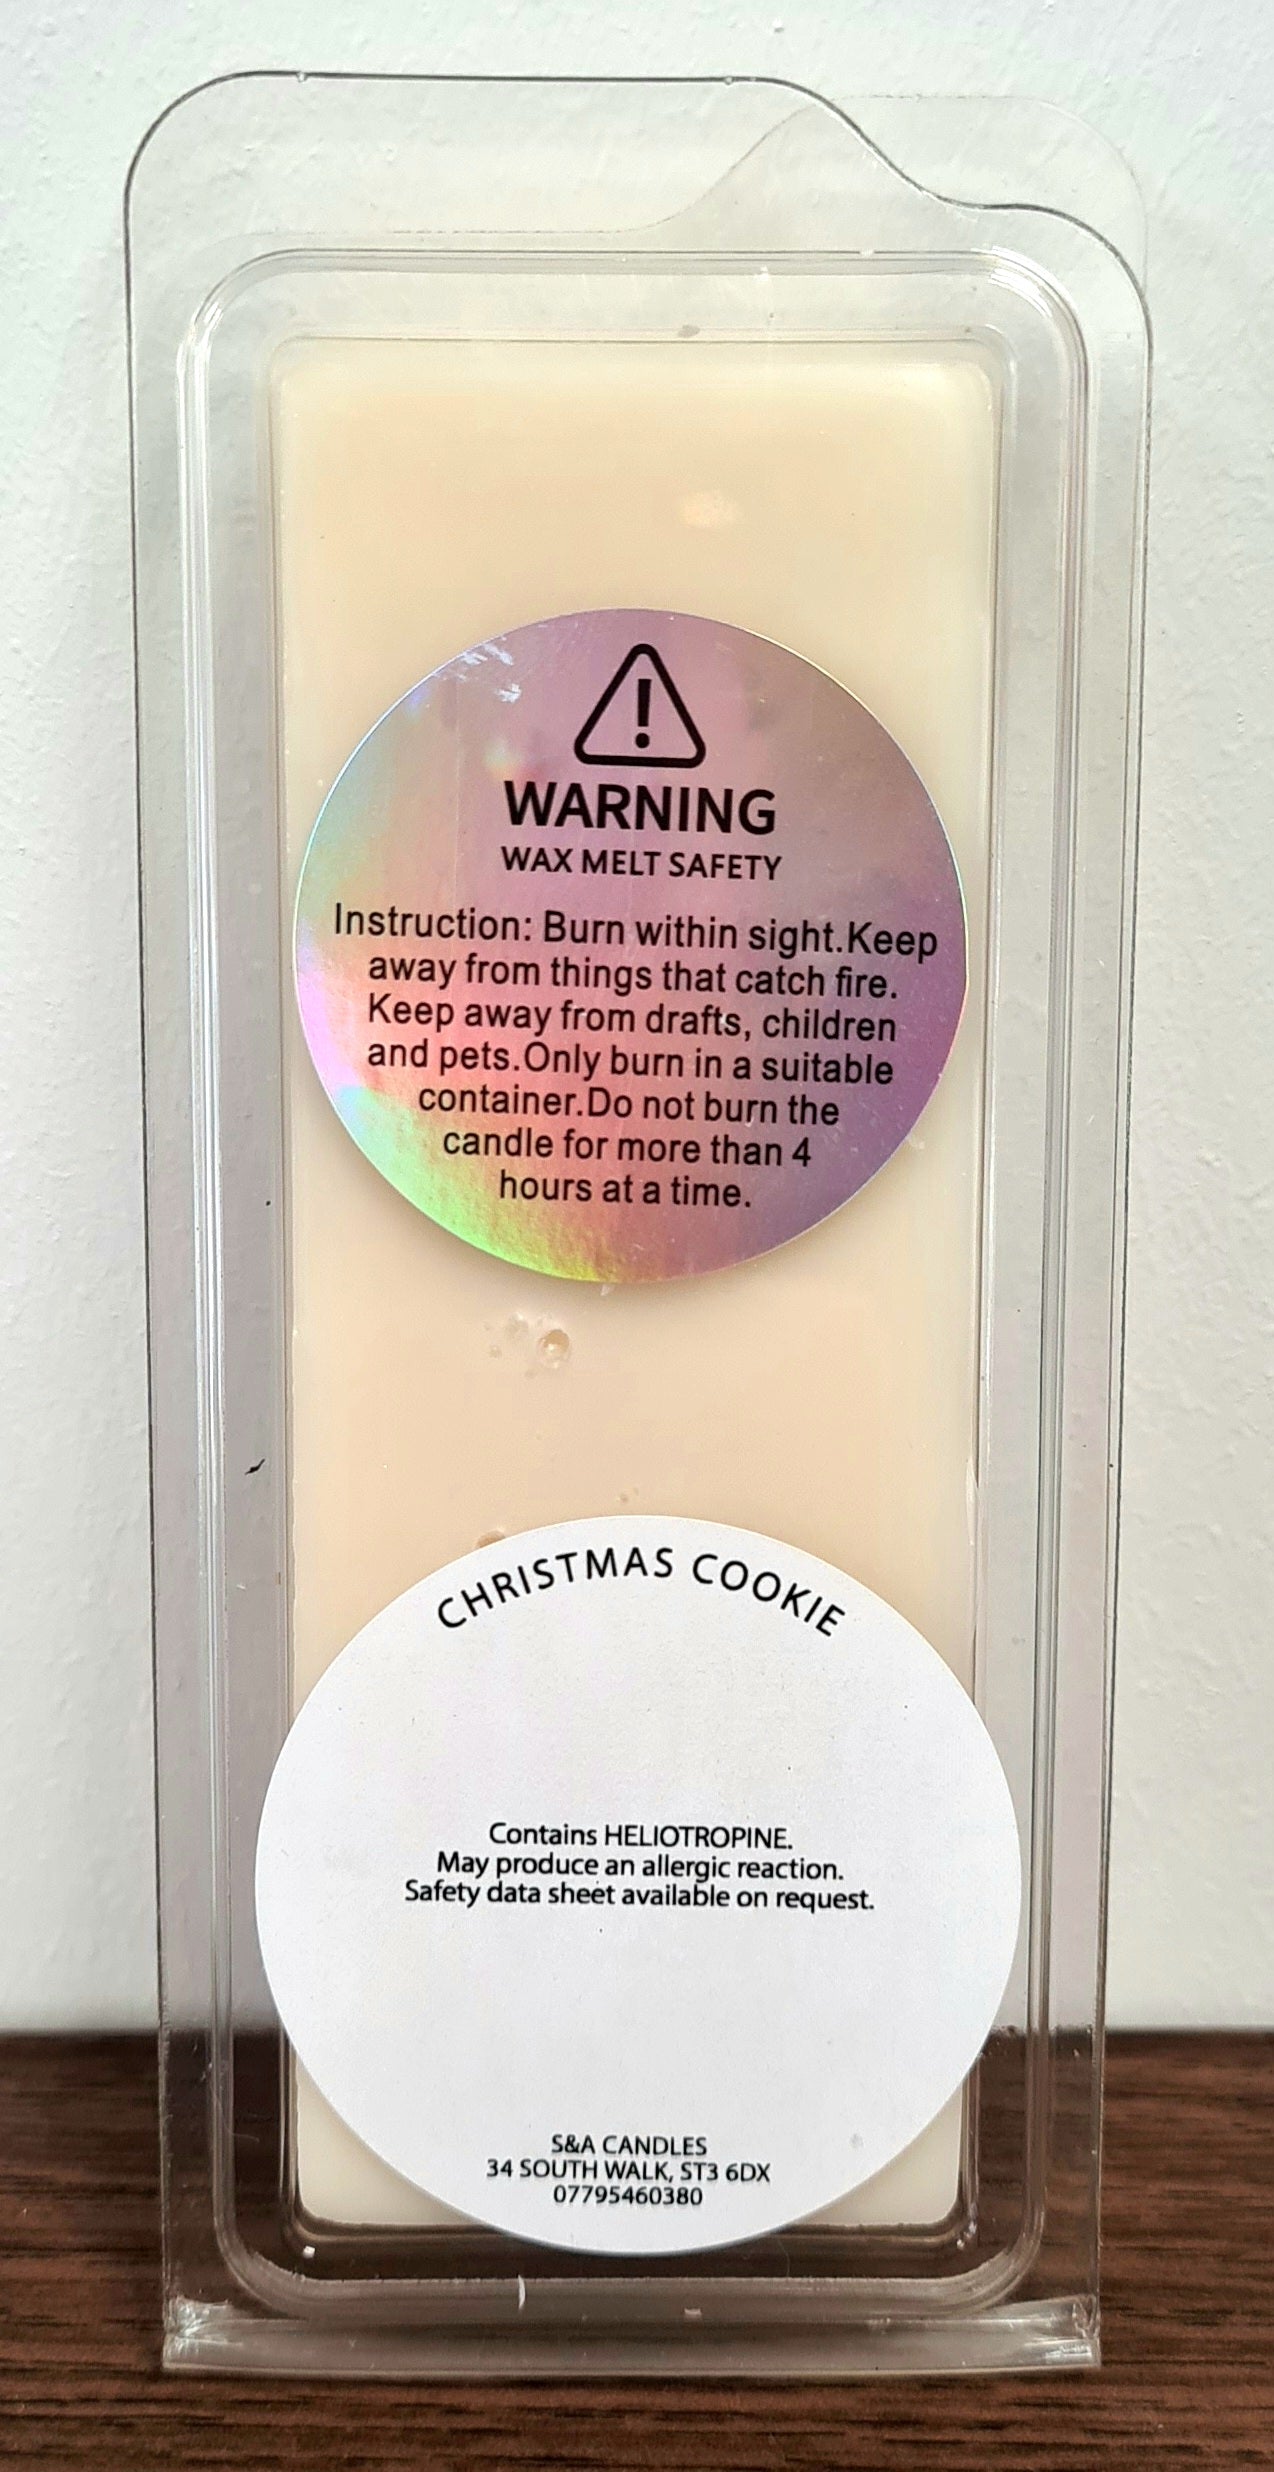 !
WARNING
WAX MELT SAFETY
Instruction: Burn within sight.Keep
away from things that catch fire.
Keep away from drafts, children
and pets.Only burn in a suitable
container.Do not burn the
candle for more than 4
hours at a time.
CHRISTMAS COOKIE
Contains HELIOTROPINE.
May produce an allergic reaction.
Safety data sheet available on request.
S&A CANDLES
34 SOUTH WALK, ST3 6DX
07795460380